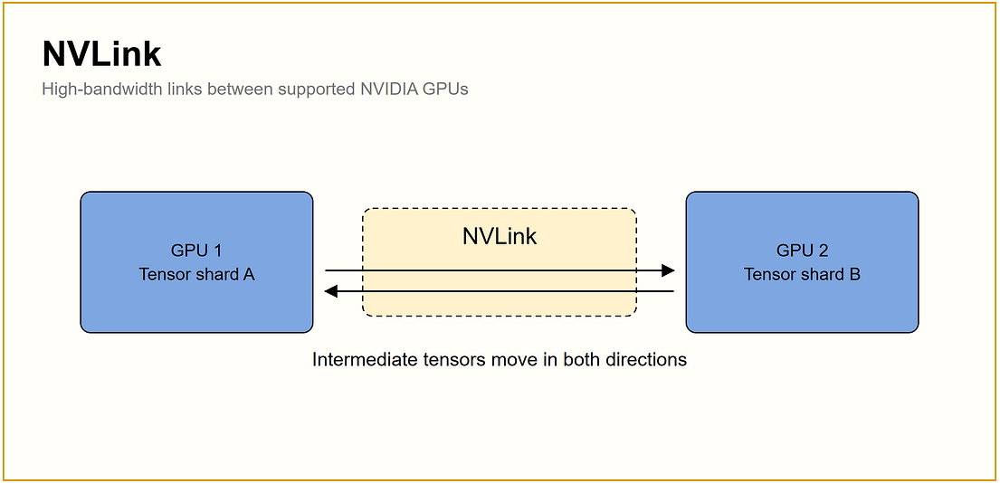 NVLink
High-bandwidth links between supported NVIDIA GPUs
GPU 1
Tensor shard A
NVLink
GPU 2
Tensor shard B
Intermediate tensors move in both directions